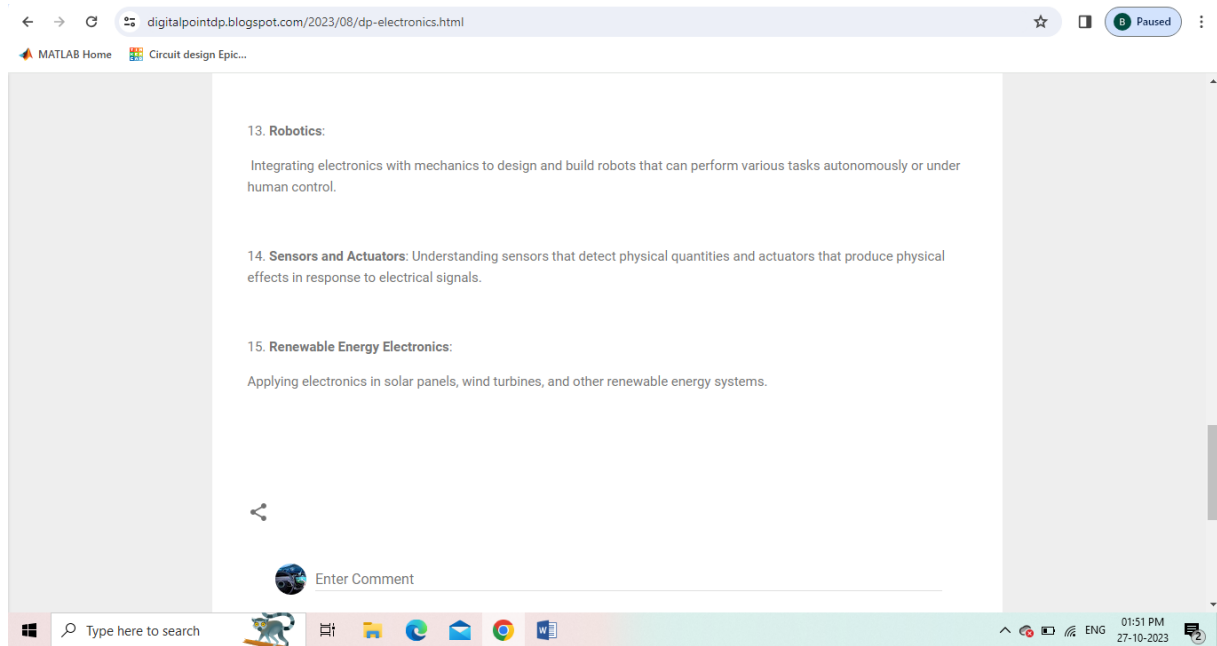 digitalpointdp.blogspot.com/2023/08/dp-electronics.html
B Paused
MATLAB Home Circuit design Epic...
13. Robotics:
Integrating electronics with mechanics to design and build robots that can perform various tasks autonomously or under
human control.
14. Sensors and Actuators: Understanding sensors that detect physical quantities and actuators that produce physical
effects in response to electrical signals.
15. Renewable Energy Electronics:
Applying electronics in solar panels, wind turbines, and other renewable energy systems.
Enter Comment
Type here to search
ENG
01:51 PM
27-10-2023
2